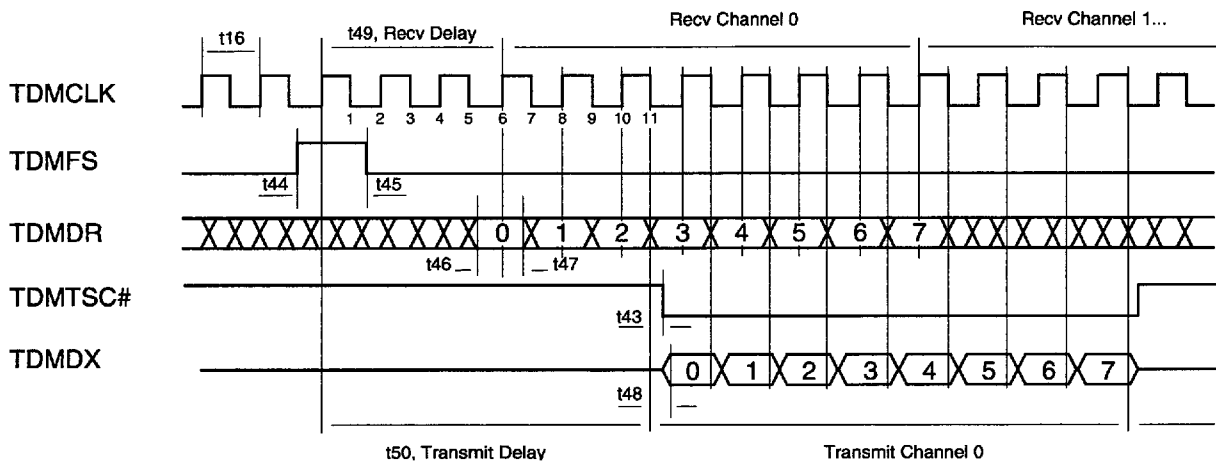 Recv Channel 0
Recv Channel 1...
t16
t49, Recv Delay
TDMCLK
1 2 3 4 5 6 7 8 9 10 11
TDMFS
t44
t45
TDMDR
0 1 2 3 4 5 6 7
t46
t47
TDMTSC#
t43
TDMDX
0 1 2 3 4 5 6 7
t48
t50, Transmit Delay
Transmit Channel 0